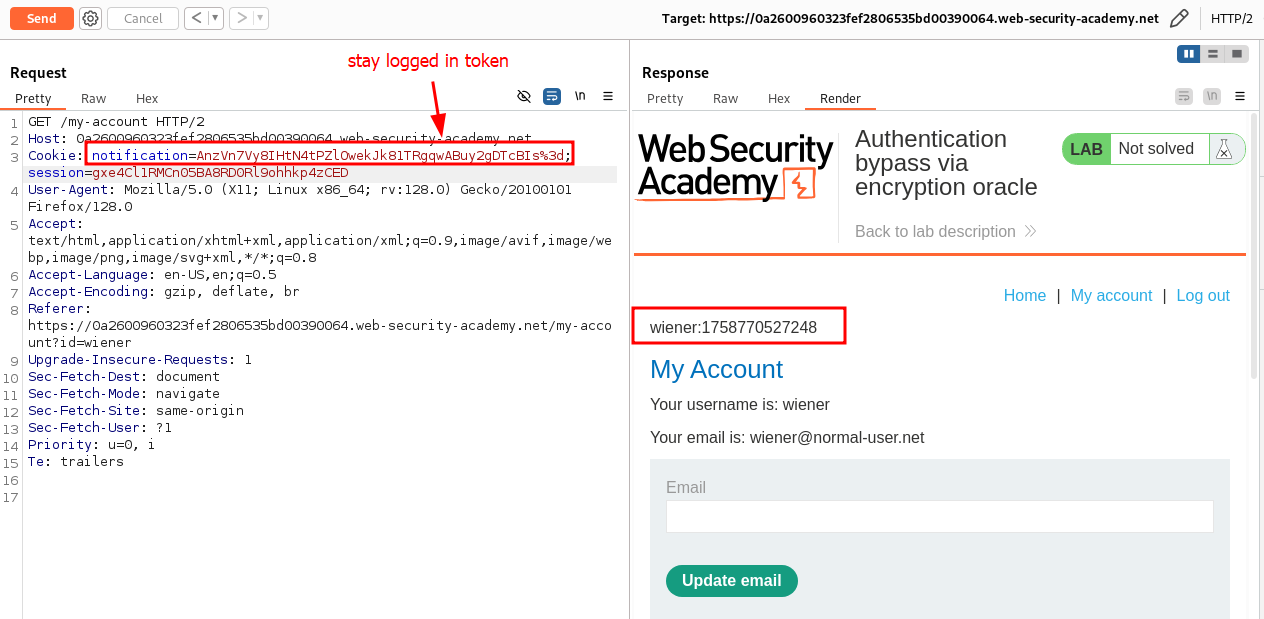 Send
Cancel
<
▼
>
▼
Target: https://0a2600960323fef2806535bd00390064.web-security-academy.net
HTTP/2
stay logged in token
Request
Pretty
Raw
Hex
\n
1 GET /my-account HTTP/2
2 Host: 0a2600960323fef2806535bd00390064.web-security-academy.net
3 Cookie: notification=AnzVn7Vy8IHtN4tPZlOwekJk81TRgqwABuy2gDTcBIs%3d;
session=gxe4Cl1RMCn05BA8RD0Rl9ohhkp4zCED
4 User-Agent: Mozilla/5.0 (X11; Linux x86_64; rv:128.0) Gecko/20100101
Firefox/128.0
5 Accept:
text/html,application/xhtml+xml,application/xml;q=0.9,image/avif,image/we
bp,image/png,image/svg+xml,*/*;q=0.8
6 Accept-Language: en-US,en;q=0.5
7 Accept-Encoding: gzip, deflate, br
8 Referer:
https://0a2600960323fef2806535bd00390064.web-security-academy.net/my-acco
unt?id=wiener
9 Upgrade-Insecure-Requests: 1
10 Sec-Fetch-Dest: document
11 Sec-Fetch-Mode: navigate
12 Sec-Fetch-Site: same-origin
13 Sec-Fetch-User: ?1
14 Priority: u=0, i
15 Te: trailers
16
17
Response
Pretty
Raw
Hex
Render
\n
Web Security
Academy
Authentication
bypass via
encryption oracle
LAB
Not solved
Back to lab description
Home | My account | Log out
wiener:1758770527248
My Account
Your username is: wiener
Your email is: wiener@normal-user.net
Email
Update email